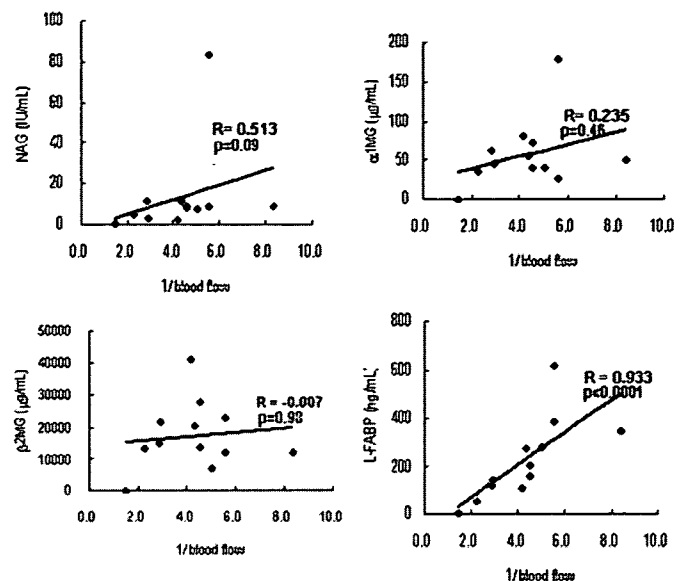 100
80
60
40
20
0
NAG (IU/mL)
R= 0.513
p=0.09
0.0 2.0 4.0 6.0 8.0 10.0
1/blood flow
200
150
100
50
0
α1MG (µg/mL)
R= 0.235
p=0.46
0.0 2.0 4.0 6.0 8.0 10.0
1/blood flow
50000
40000
30000
20000
10000
0
β2MG (µg/mL)
R = -0.007
p=0.98
0.0 2.0 4.0 6.0 8.0 10.0
1/blood flow
800
600
400
200
0
L-FABP (ng/mL)
R = 0.933
p<0.0001
0.0 2.0 4.0 6.0 8.0 10.0
1/blood flow